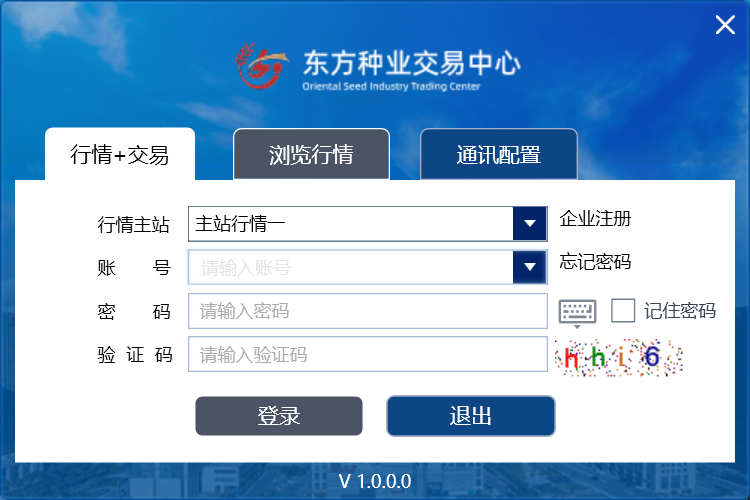 东方种业交易中心
Oriental Seed Industry Trading Center
行情+交易 浏览行情 通讯配置
行情主站 主站行情一 企业注册
账 号 请输入账号 忘记密码
密 码 请输入密码 记住密码
验 证 码 请输入验证码 hhi6
登录 退出
V 1.0.0.0